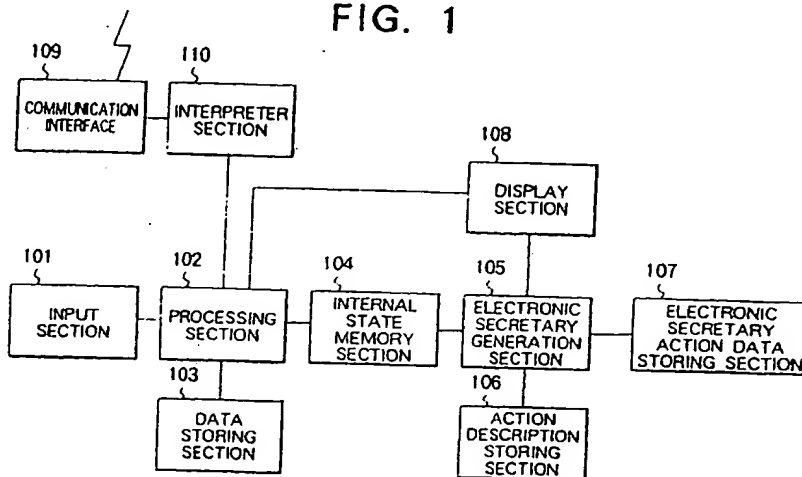 FIG. 1
109
COMMUNICATION
INTERFACE
110
INTERPRETER
SECTION
108
DISPLAY
SECTION
101
INPUT
SECTION
102
PROCESSING
SECTION
104
INTERNAL
STATE
MEMORY
SECTION
105
ELECTRONIC
SECRETARY
GENERATION
SECTION
107
ELECTRONIC
SECRETARY
ACTION DATA
STORING SECTION
103
DATA
STORING
SECTION
106
ACTION
DESCRIPTION
STORING
SECTION